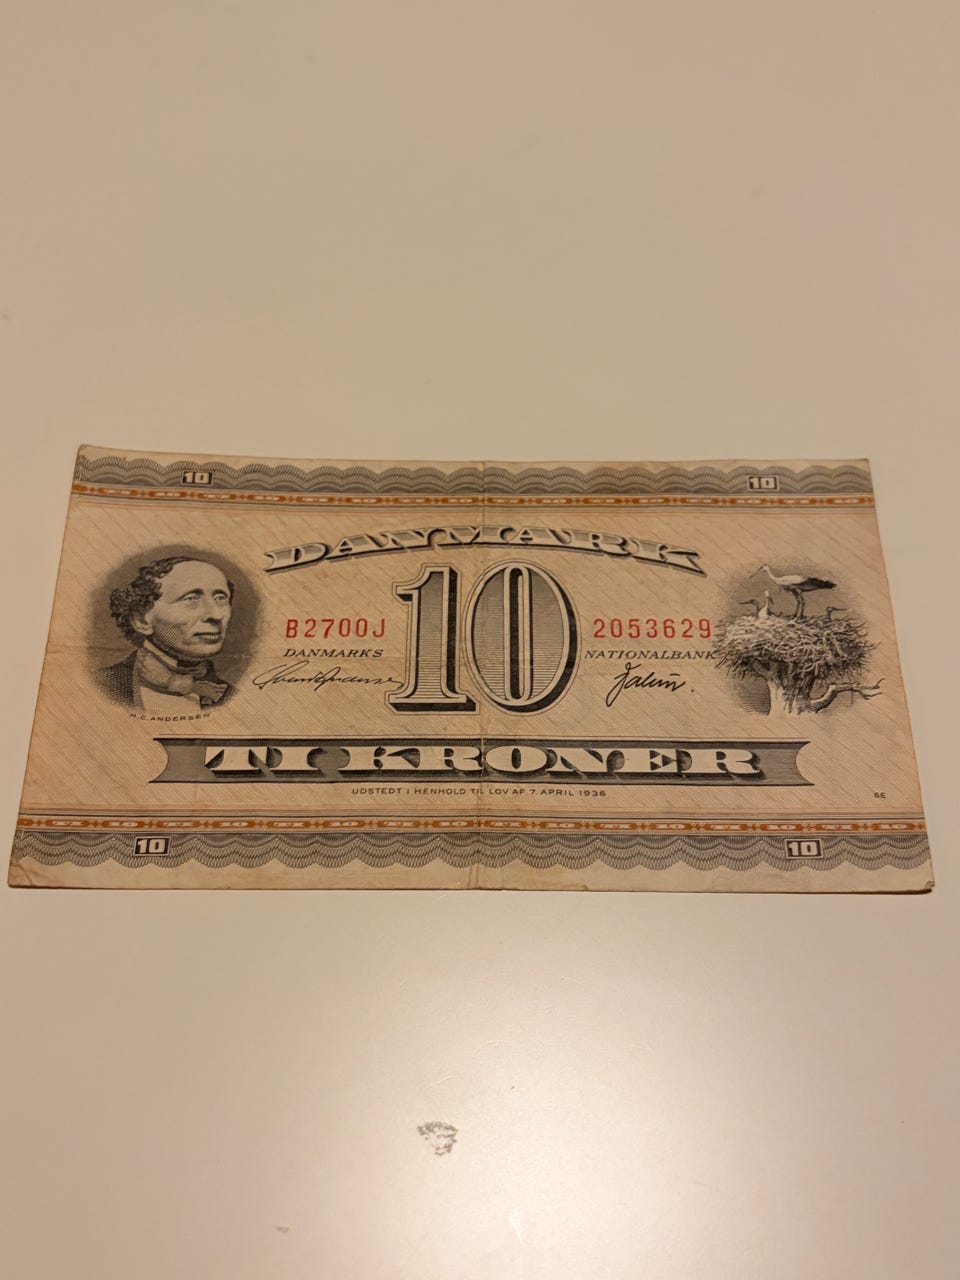 10 10
DANMARK
10
B2700J 2053629
DANMARKS NATIONALBANK
H.C.ANDERSEN
TI KRONER
UDSTEDT I HENHOLD TIL LOV AF 7. APRIL 1936
10 10